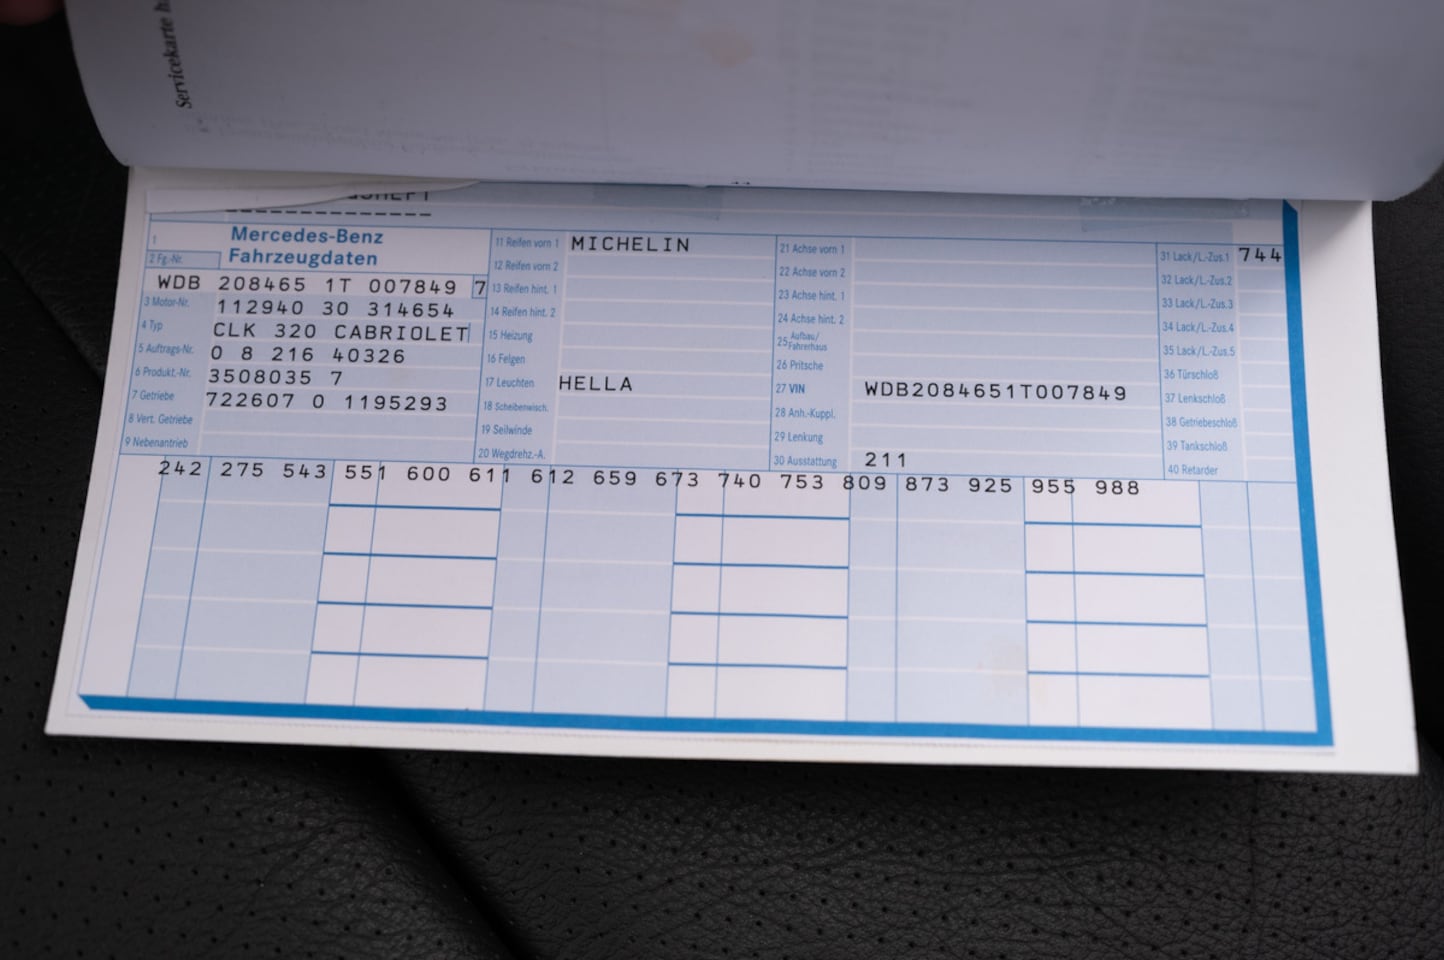 Servicekarte
Mercedes-Benz
Fahrzeugdaten
1
2 Fg.-Nr.
WDB 208465 1T 007849 7
3 Motor-Nr. 112940 30 314654
4 Typ CLK 320 CABRIOLET
5 Auftrags-Nr. 0 8 216 40326
6 Produkt.-Nr. 3508035 7
7 Getriebe 722607 0 1195293
8 Vert. Getriebe
9 Nebenantrieb
11 Reifen vorn 1 MICHELIN
12 Reifen vorn 2
13 Reifen hint. 1
14 Reifen hint. 2
15 Heizung
16 Felgen
17 Leuchten HELLA
18 Scheibenwisch.
19 Seilwinde
20 Wegdrehz.-A.
21 Achse vorn 1
22 Achse vorn 2
23 Achse hint. 1
24 Achse hint. 2
25 Aufbau/
Fahrerhaus
26 Pritsche
27 VIN WDB2084651T007849
28 Anh.-Kuppl.
29 Lenkung
30 Ausstattung 211
31 Lack/L.-Zus.1 744
32 Lack/L.-Zus.2
33 Lack/L.-Zus.3
34 Lack/L.-Zus.4
35 Lack/L.-Zus.5
36 Türschloß
37 Lenkschloß
38 Getriebeschloß
39 Tankschloß
40 Retarder
242 275 543 551 600 611 612 659 673 740 753 809 873 925 955 988